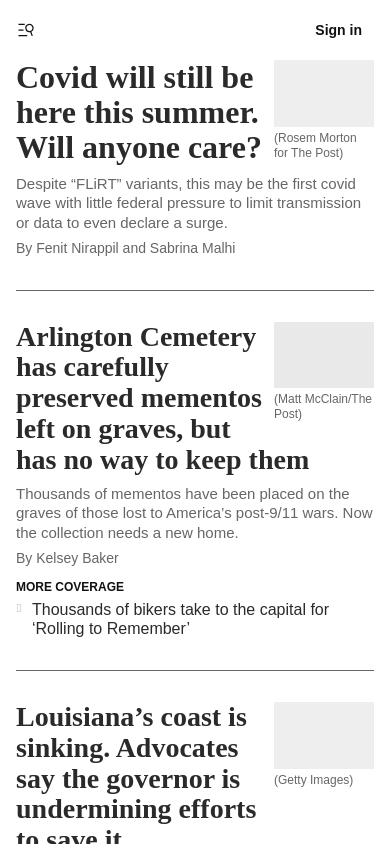 Sign in
Covid will still be
here this summer.
Will anyone care?
(Rosem Morton
for The Post)
Despite “FLiRT” variants, this may be the first covid
wave with little federal pressure to limit transmission
or data to even declare a surge.
By Fenit Nirappil and Sabrina Malhi
Arlington Cemetery
has carefully
preserved mementos
left on graves, but
has no way to keep them
(Matt McClain/The
Post)
Thousands of mementos have been placed on the
graves of those lost to America’s post-9/11 wars. Now
the collection needs a new home.
By Kelsey Baker
MORE COVERAGE
Thousands of bikers take to the capital for
‘Rolling to Remember’
Louisiana’s coast is
sinking. Advocates
say the governor is
undermining efforts
to save it
(Getty Images)